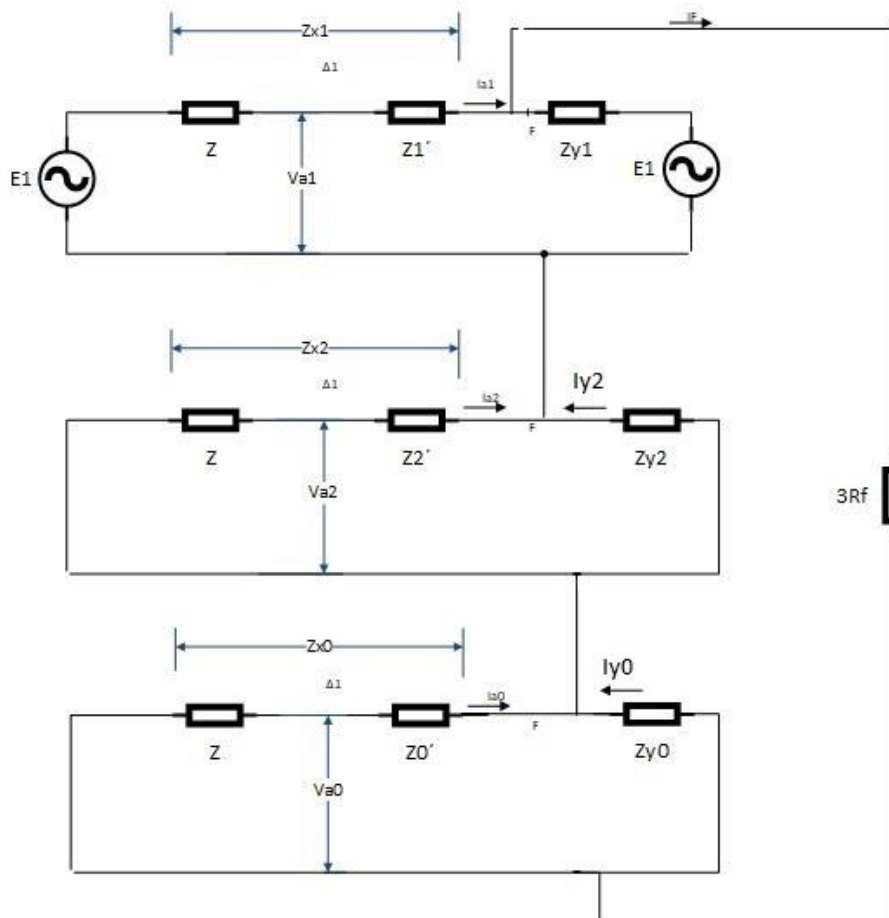 Zx1
IF
Δ1
Ia1
F
Z
Z1´
Zy1
E1
Va1
E1
Zx2
Δ1
Ia2
Iy2
F
Z
Z2´
Zy2
Va2
3Rf
Zx0
Δ1
Ia0
Iy0
F
Z
Z0´
Zy0
Va0